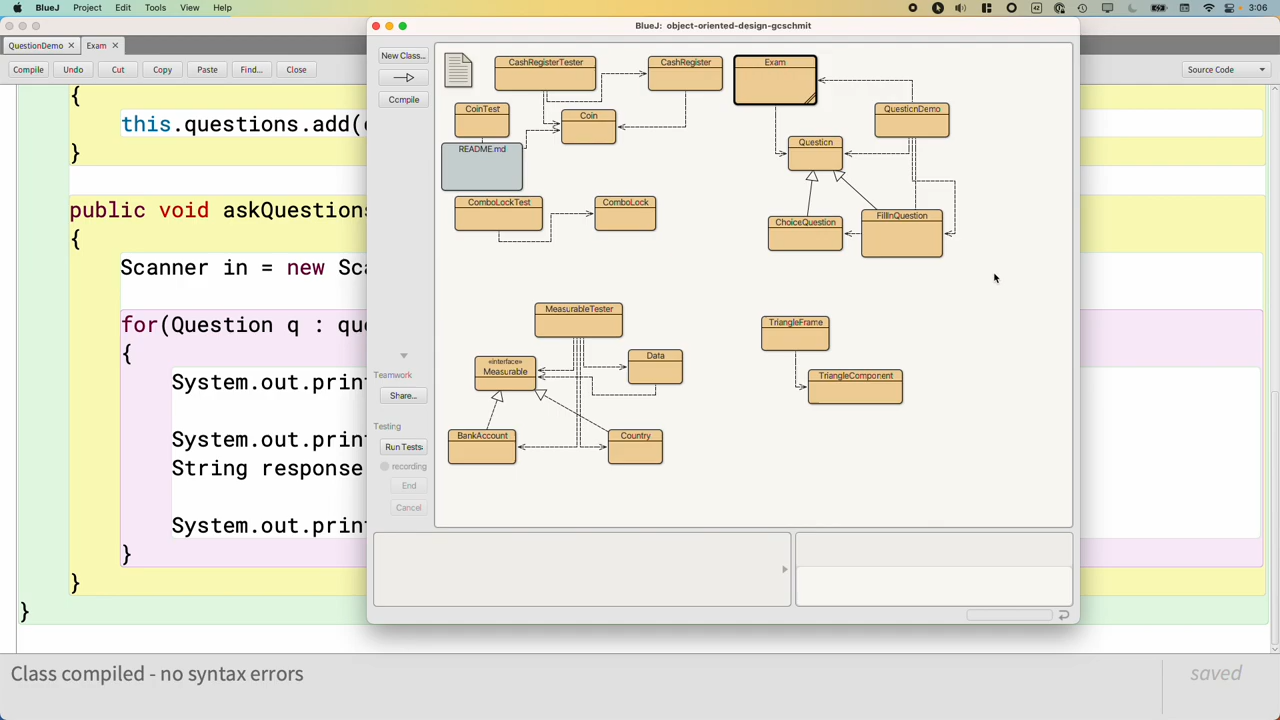 BlueJ Project Edit Tools View Help 42 3:06
BlueJ: object-oriented-design-gcschmit
QuestionDemo Exam
Compile Undo Cut Copy Paste Find... Close Source Code
{
this.questions.add(
}
public void askQuestions
{
Scanner in = new Sca
for(Question q : que
{
System.out.print
System.out.print
String response
System.out.print
}
}
}
Class compiled - no syntax errors
saved
New Class...
Compile
Teamwork
Share...
Testing
Run Tests
recording
End
Cancel
CashRegisterTester
CashRegister
Exam
CoinTest
Coin
QuestionDemo
README.md
Question
ComboLockTest
ComboLock
ChoiceQuestion
FillInQuestion
MeasurableTester
TriangleFrame
«interface»
Measurable
Data
TriangleComponent
BankAccount
Country